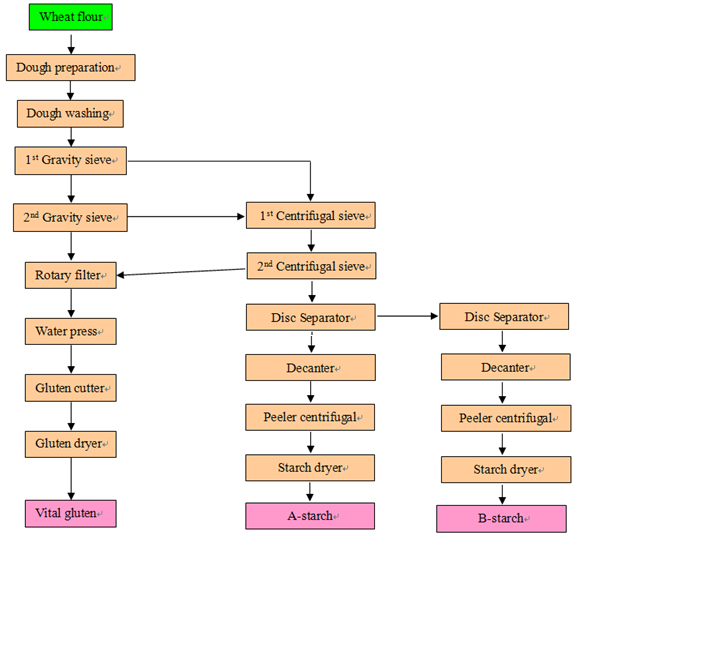 Wheat flour
Dough preparation
Dough washing
1st Gravity sieve
2nd Gravity sieve
Rotary filter
Water press
Gluten cutter
Gluten dryer
Vital gluten
1st Centrifugal sieve
2nd Centrifugal sieve
Disc Separator
Decanter
Peeler centrifugal
Starch dryer
A-starch
Disc Separator
Decanter
Peeler centrifugal
Starch dryer
B-starch